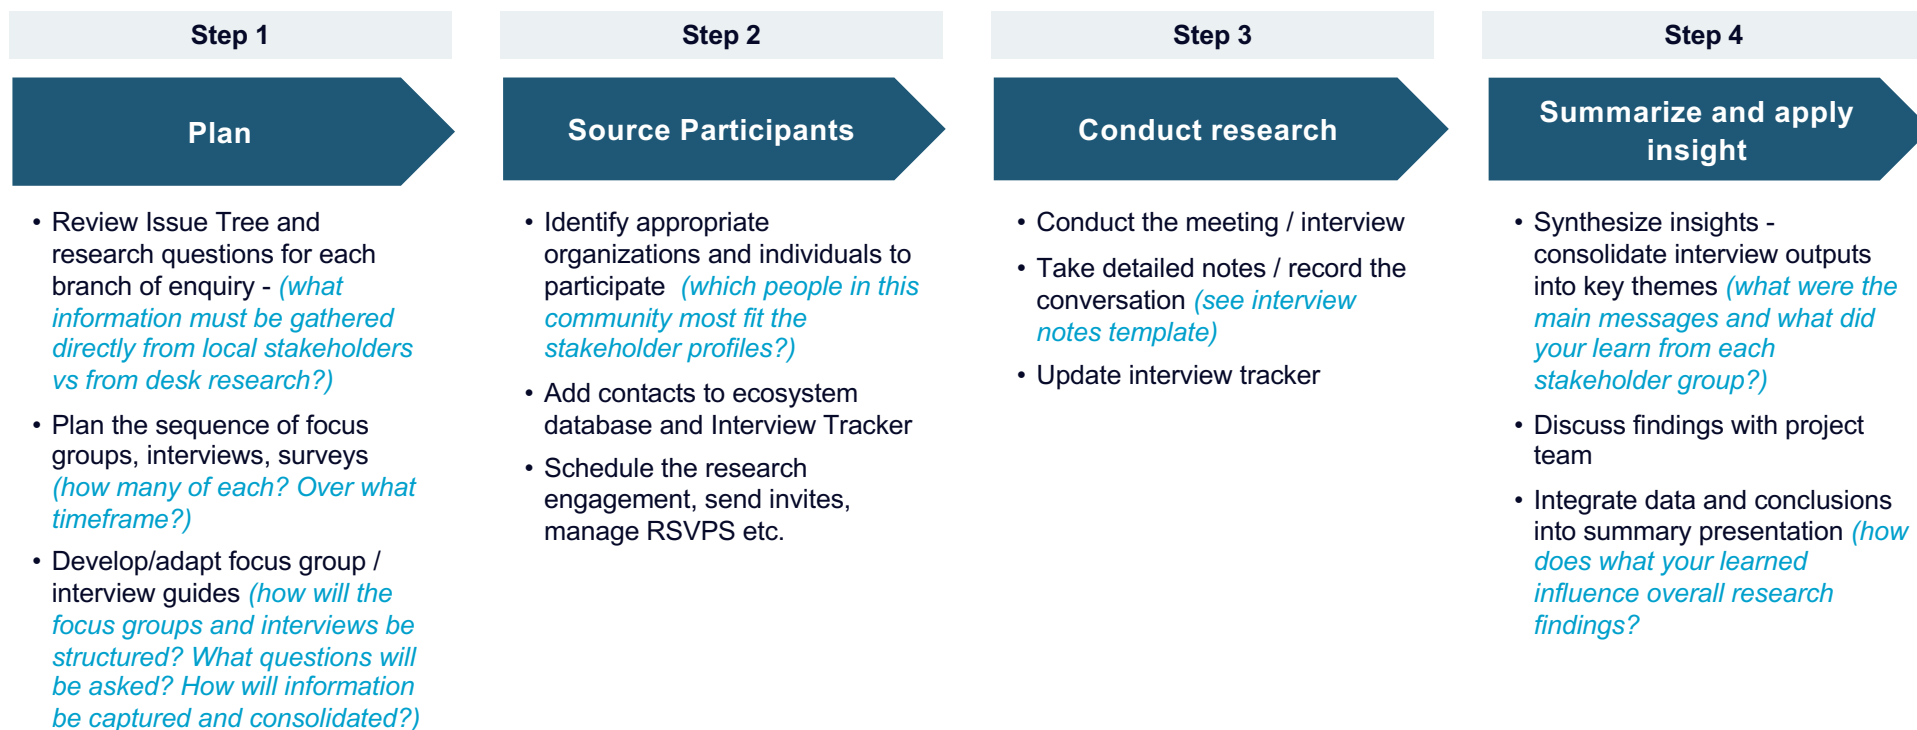 Step 1
Plan
• Review Issue Tree and
research questions for each
branch of enquiry - (what
information must be gathered
directly from local stakeholders
vs from desk research?)
• Plan the sequence of focus
groups, interviews, surveys
(how many of each? Over what
timeframe?)
• Develop/adapt focus group /
interview guides (how will the
focus groups and interviews be
structured? What questions will
be asked? How will information
be captured and consolidated?)
Step 2
Source Participants
• Identify appropriate
organizations and individuals to
participate (which people in this
community most fit the
stakeholder profiles?)
• Add contacts to ecosystem
database and Interview Tracker
• Schedule the research
engagement, send invites,
manage RSVPS etc.
Step 3
Conduct research
• Conduct the meeting / interview
• Take detailed notes / record the
conversation (see interview
notes template)
• Update interview tracker
Step 4
Summarize and apply
insight
• Synthesize insights -
consolidate interview outputs
into key themes (what were the
main messages and what did
your learn from each
stakeholder group?)
• Discuss findings with project
team
• Integrate data and conclusions
into summary presentation (how
does what your learned
influence overall research
findings?